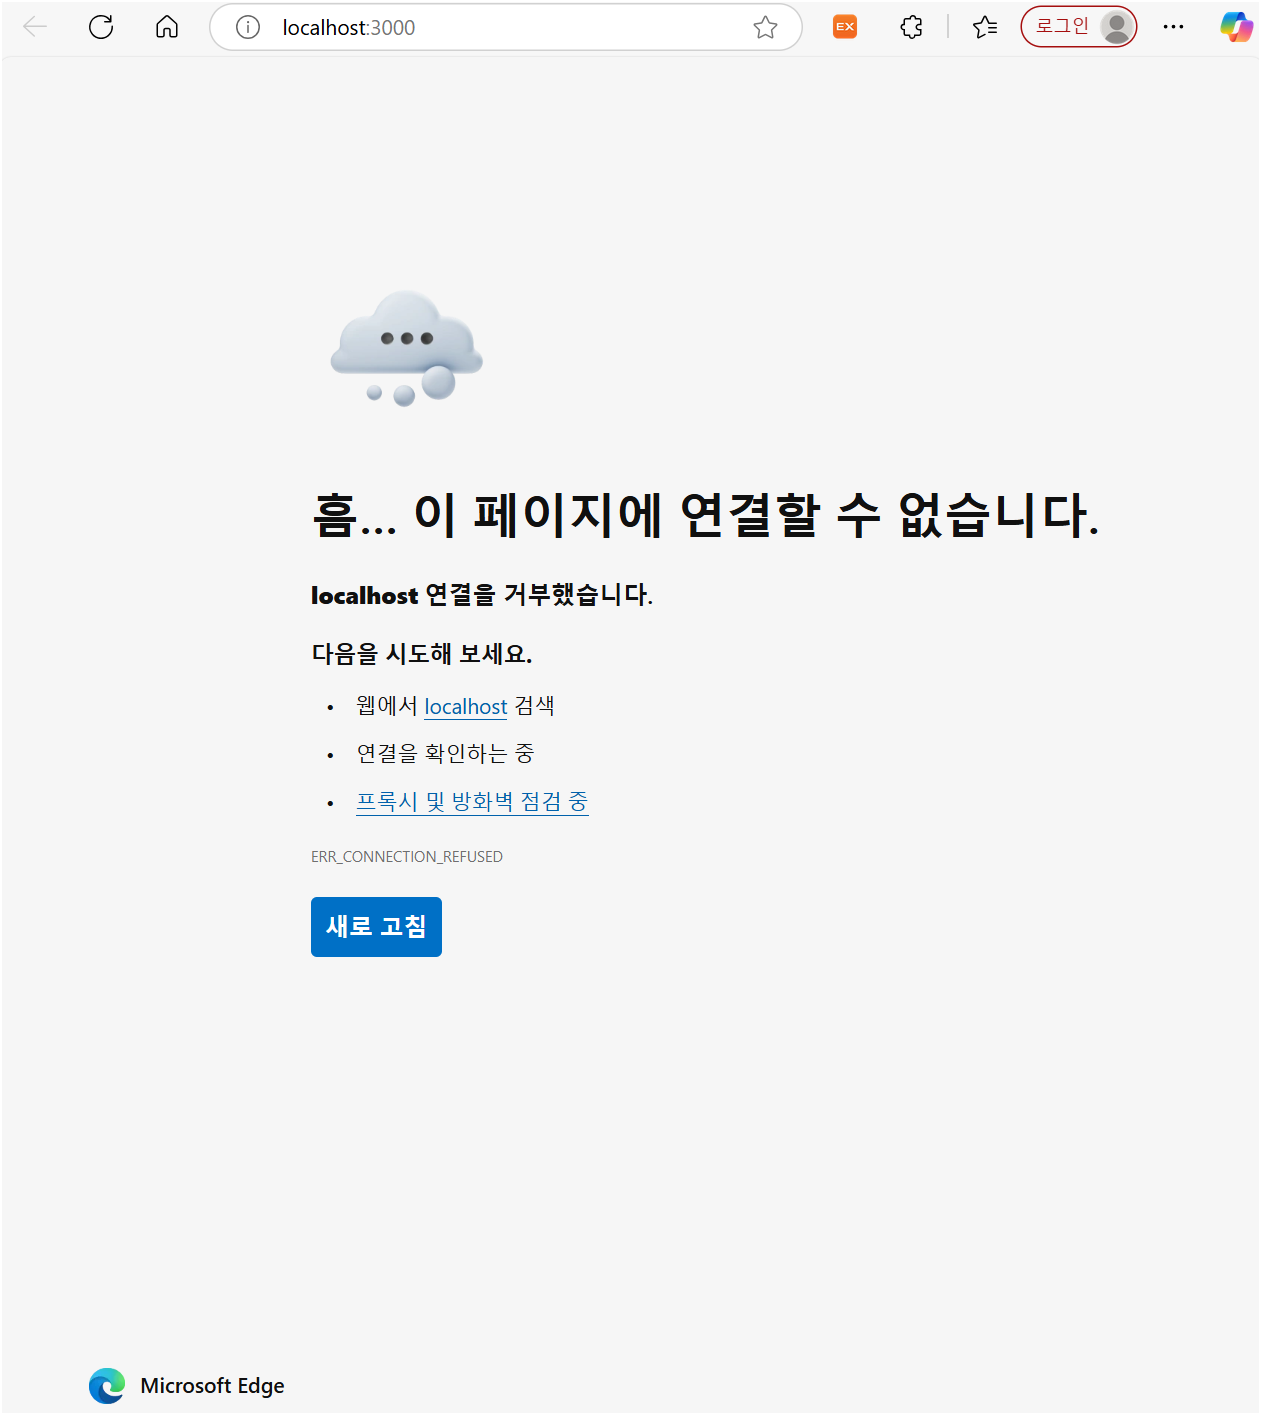 localhost:3000
EX
로그인
흠... 이 페이지에 연결할 수 없습니다.
localhost 연결을 거부했습니다.
다음을 시도해 보세요.
• 웹에서 localhost 검색
• 연결을 확인하는 중
• 프록시 및 방화벽 점검 중
ERR_CONNECTION_REFUSED
새로 고침
Microsoft Edge